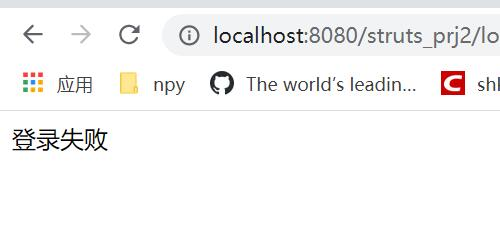 localhost:8080/struts_prj2/lo
应用 npy The world's leadin... C shl
登录失败